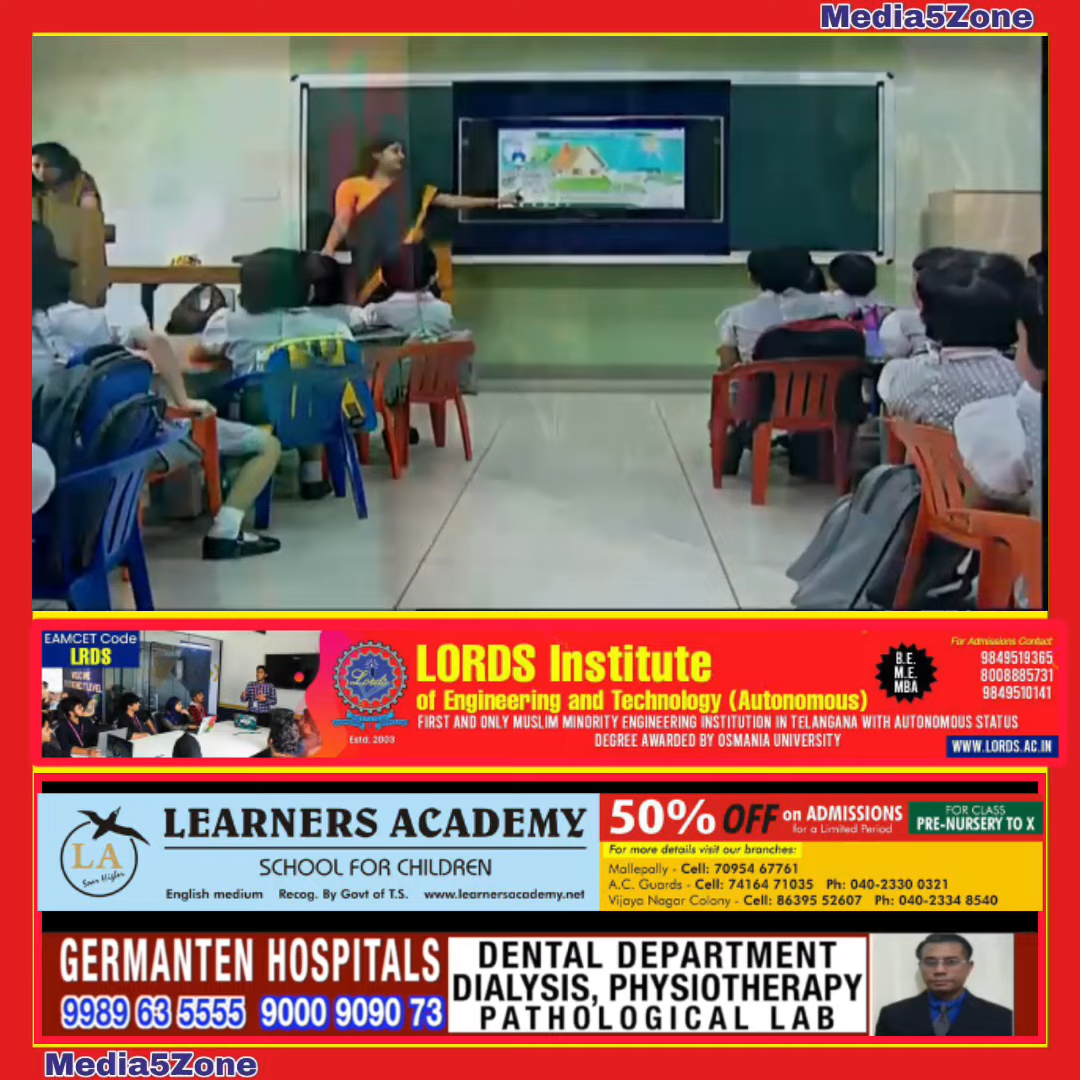 Media5Zone
EAMCET Code
LRDS
Lords
Estd. 2003
LORDS Institute
of Engineering and Technology (Autonomous)
FIRST AND ONLY MUSLIM MINORITY ENGINEERING INSTITUTION IN TELANGANA WITH AUTONOMOUS STATUS
DEGREE AWARDED BY OSMANIA UNIVERSITY
B.E.
M.E.
MBA
For Admissions Contact
9849519365
8008885731
9849510141
WWW.LORDS.AC.IN
LA
Soar Higher
LEARNERS ACADEMY
SCHOOL FOR CHILDREN
English medium Recog. By Govt of T.S. www.learnersacademy.net
50% OFF on ADMISSIONS
for a Limited Period
FOR CLASS
PRE-NURSERY TO X
For more details visit our branches:
Mallepally - Cell: 70954 67761
A.C. Guards - Cell: 74164 71035 Ph: 040-2330 0321
Vijaya Nagar Colony - Cell: 86395 52607 Ph: 040-2334 8540
GERMANTEN HOSPITALS
9989 63 5555 9000 9090 73
DENTAL DEPARTMENT
DIALYSIS, PHYSIOTHERAPY
PATHOLOGICAL LAB
Media5Zone